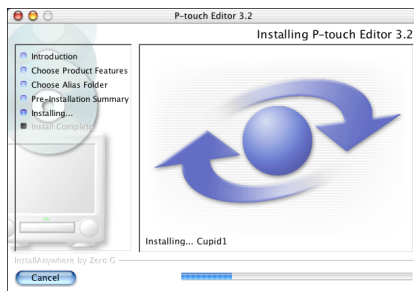 P-touch Editor 3.2
Installing P-touch Editor 3.2
Introduction
Choose Product Features
Choose Alias Folder
Pre-Installation Summary
Installing...
Install Complete
Installing... Cupid1
InstallAnywhere by Zero G
Cancel